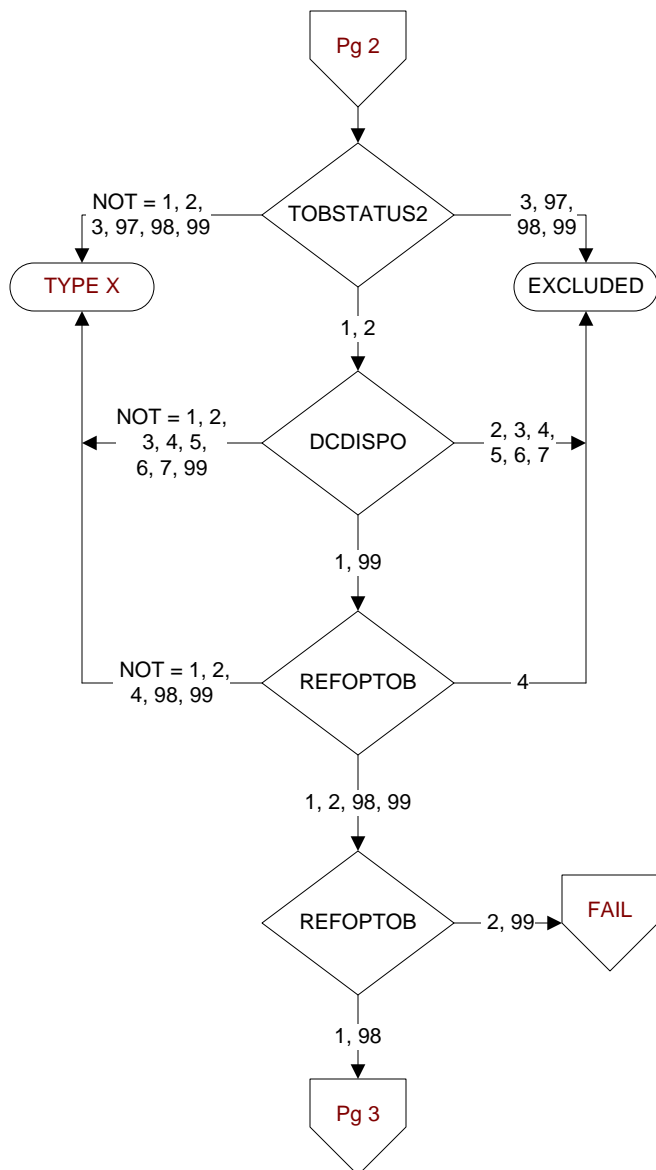 Pg 2
NOT = 1, 2,
3, 97, 98, 99
TOBSTATUS2
3, 97,
98, 99
TYPE X
EXCLUDED
1, 2
NOT = 1, 2,
3, 4, 5,
6, 7, 99
DCDISPO
2, 3, 4,
5, 6, 7
1, 99
NOT = 1, 2,
4, 98, 99
REFOPTOB
4
1, 2, 98, 99
REFOPTOB
2, 99
FAIL
1, 98
Pg 3